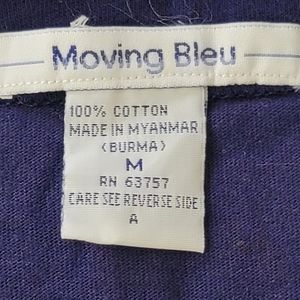 Moving Bleu
100% COTTON
MADE IN MYANMAR
(BURMA)
M
RN 63757
CARE SEE REVERSE SIDE
A